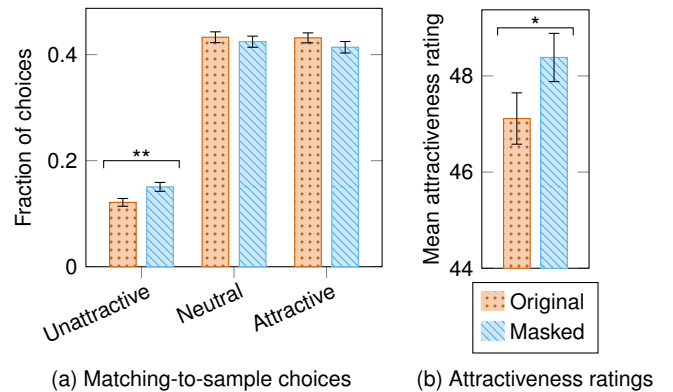 Fraction of choices
0.4
0.2
0
**
Unattractive
Neutral
Attractive
(a) Matching-to-sample choices
Mean attractiveness rating
48
46
44
*
Original
Masked
(b) Attractiveness ratings